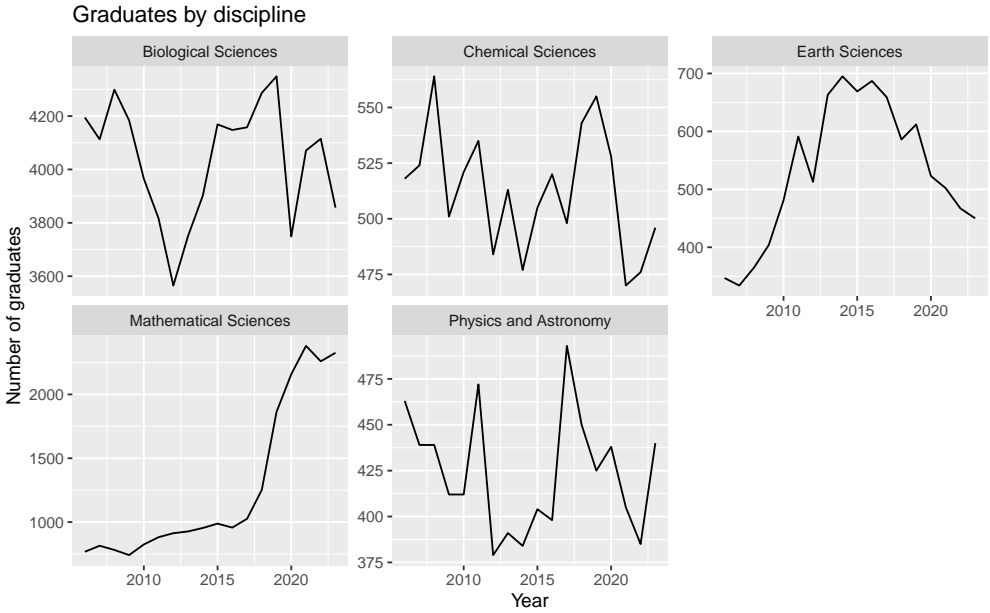 Graduates by discipline
Biological Sciences
Chemical Sciences
Earth Sciences
4200
4000
3800
3600
550
525
500
475
700
600
500
400
2010 2015 2020
Mathematical Sciences
Physics and Astronomy
2000
1500
1000
475
450
425
400
375
2010 2015 2020
2010 2015 2020
Number of graduates
Year